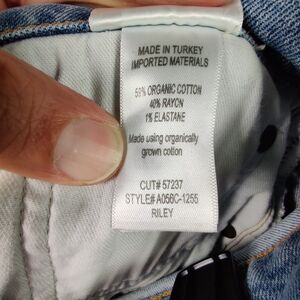 MADE IN TURKEY
IMPORTED MATERIALS
59% ORGANIC COTTON
40% RAYON
1% ELASTANE
Made using organically
grown cotton
CUT# 57237
STYLE# A056C-1255
RILEY